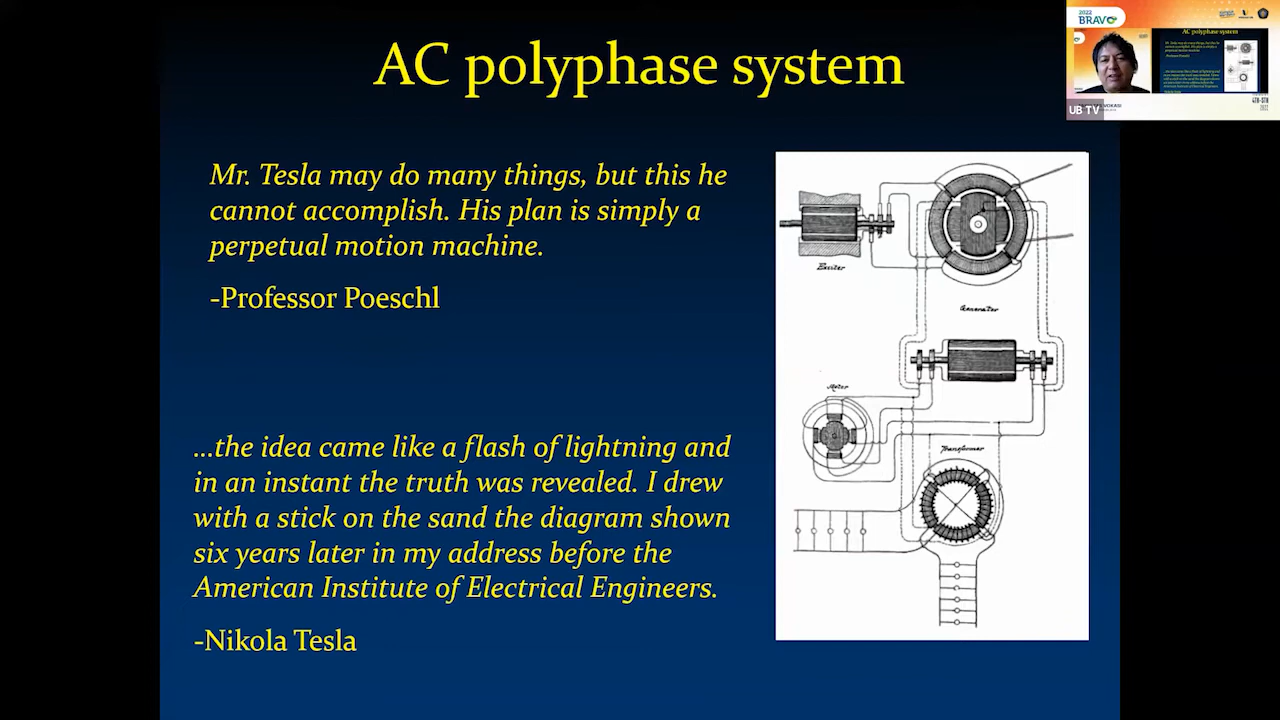 AC polyphase system
Mr. Tesla may do many things, but this he
cannot accomplish. His plan is simply a
perpetual motion machine.
-Professor Poeschl
...the idea came like a flash of lightning and
in an instant the truth was revealed. I drew
with a stick on the sand the diagram shown
six years later in my address before the
American Institute of Electrical Engineers.
-Nikola Tesla
Exciter
Generator
Motor
Transformer
2022
BRAVO
AC polyphase system
UB TV